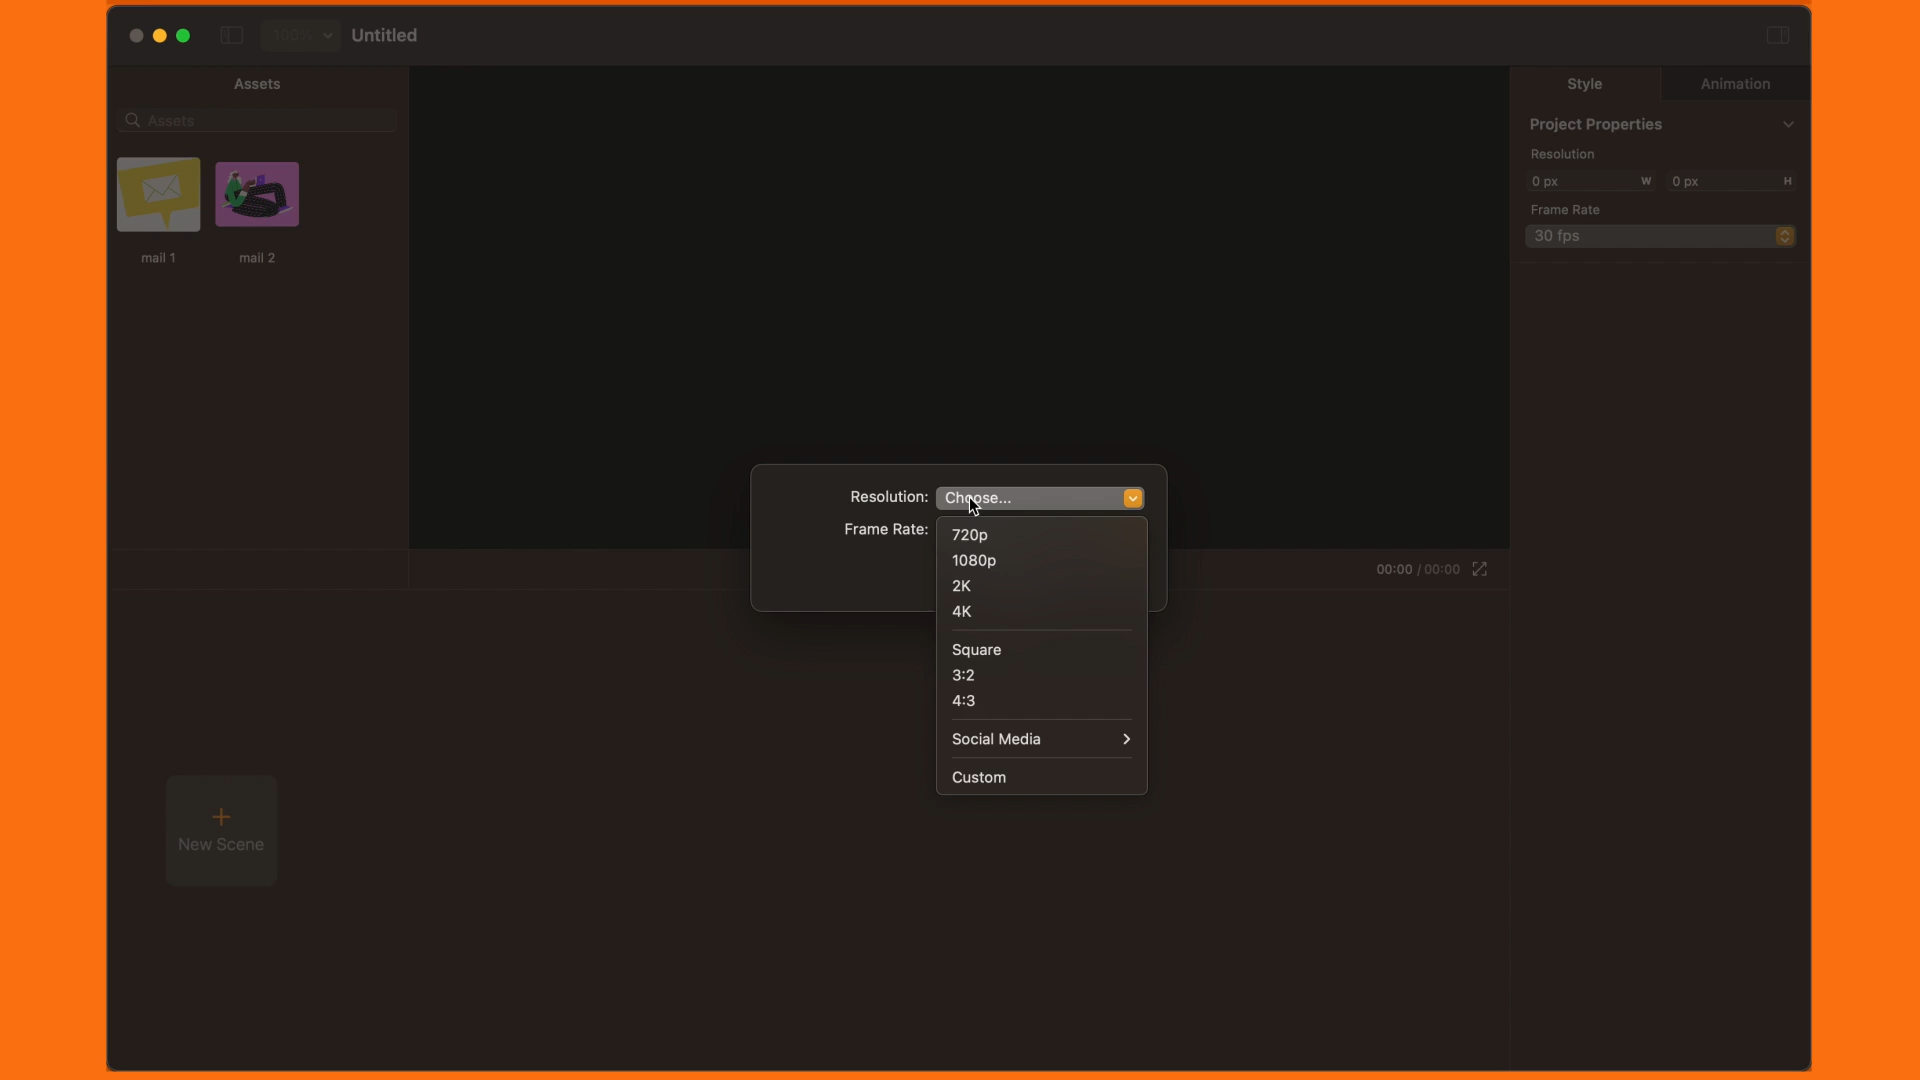 100%
Untitled
Assets
Assets
mail 1
mail 2
Style
Animation
Project Properties
Resolution
0 px W 0 px H
Frame Rate
30 fps
Resolution: Choose...
Frame Rate:
720p
1080p
2K
4K
Square
3:2
4:3
Social Media
Custom
00:00 / 00:00
New Scene